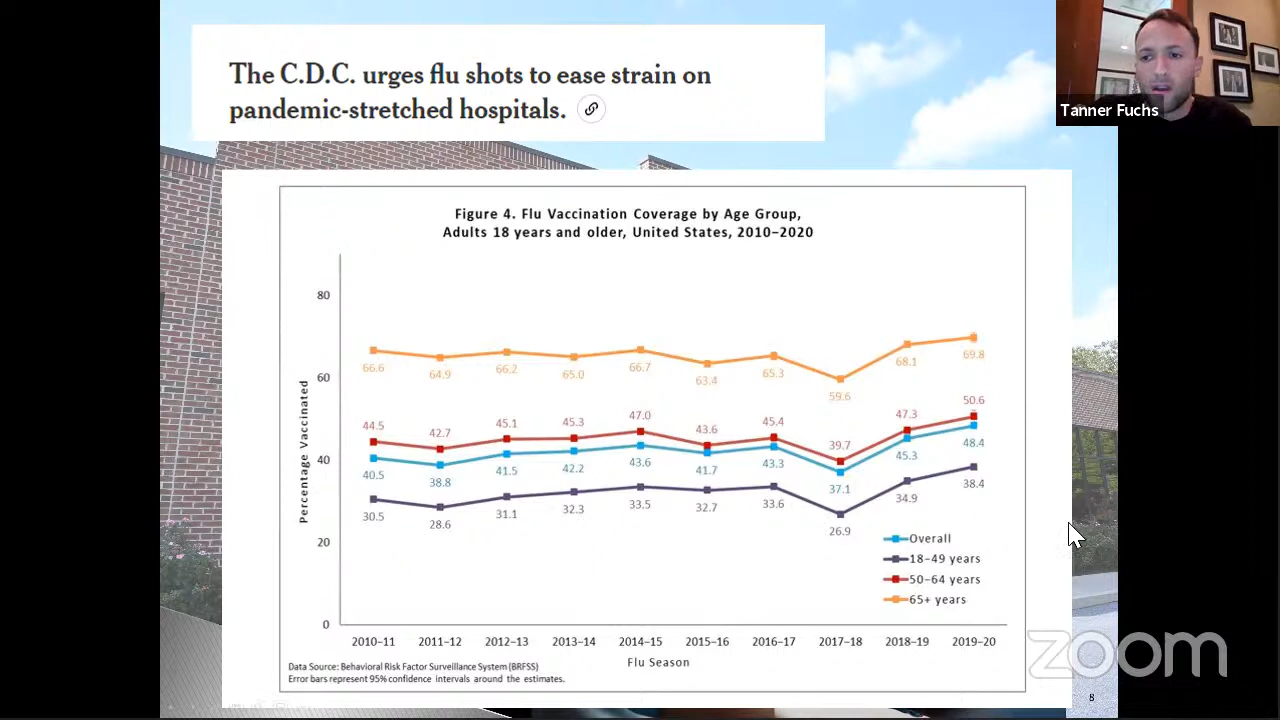 The C.D.C. urges flu shots to ease strain on
pandemic-stretched hospitals.
Tanner Fuchs
Figure 4. Flu Vaccination Coverage by Age Group,
Adults 18 years and older, United States, 2010–2020
Percentage Vaccinated
80
60
40
20
0
66.6 64.9 66.2 65.0 66.7 63.4 65.3 59.6 68.1 69.8
44.5 42.7 45.1 45.3 47.0 43.6 45.4 39.7 47.3 50.6
40.5 38.8 41.5 42.2 43.6 41.7 43.3 37.1 45.3 48.4
30.5 28.6 31.1 32.3 33.5 32.7 33.6 26.9 34.9 38.4
Overall
18–49 years
50–64 years
65+ years
2010–11 2011–12 2012–13 2013–14 2014–15 2015–16 2016–17 2017–18 2018–19 2019–20
Flu Season
Data Source: Behavioral Risk Factor Surveillance System (BRFSS)
Error bars represent 95% confidence intervals around the estimates.
zoom
8